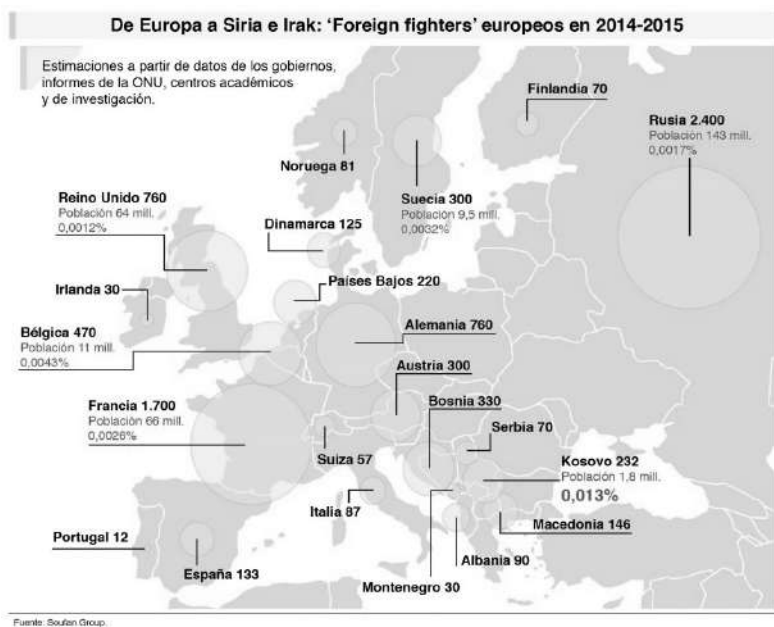 De Europa a Siria e Irak: ‘Foreign fighters’ europeos en 2014-2015
Estimaciones a partir de datos de los gobiernos,
informes de la ONU, centros académicos
y de investigación.
Finlandia 70
Rusia 2.400
Población 143 mill.
0,0017%
Noruega 81
Suecia 300
Población 9,5 mill.
0,0032%
Reino Unido 760
Población 64 mill.
0,0012%
Dinamarca 125
Países Bajos 220
Irlanda 30
Bélgica 470
Población 11 mill.
0,0043%
Alemania 760
Austria 300
Francia 1.700
Población 66 mill.
0,0026%
Bosnia 330
Serbia 70
Suiza 57
Kosovo 232
Población 1,8 mill.
0,013%
Italia 87
Macedonia 146
Portugal 12
España 133
Albania 90
Montenegro 30
Fuente: Soufan Group.